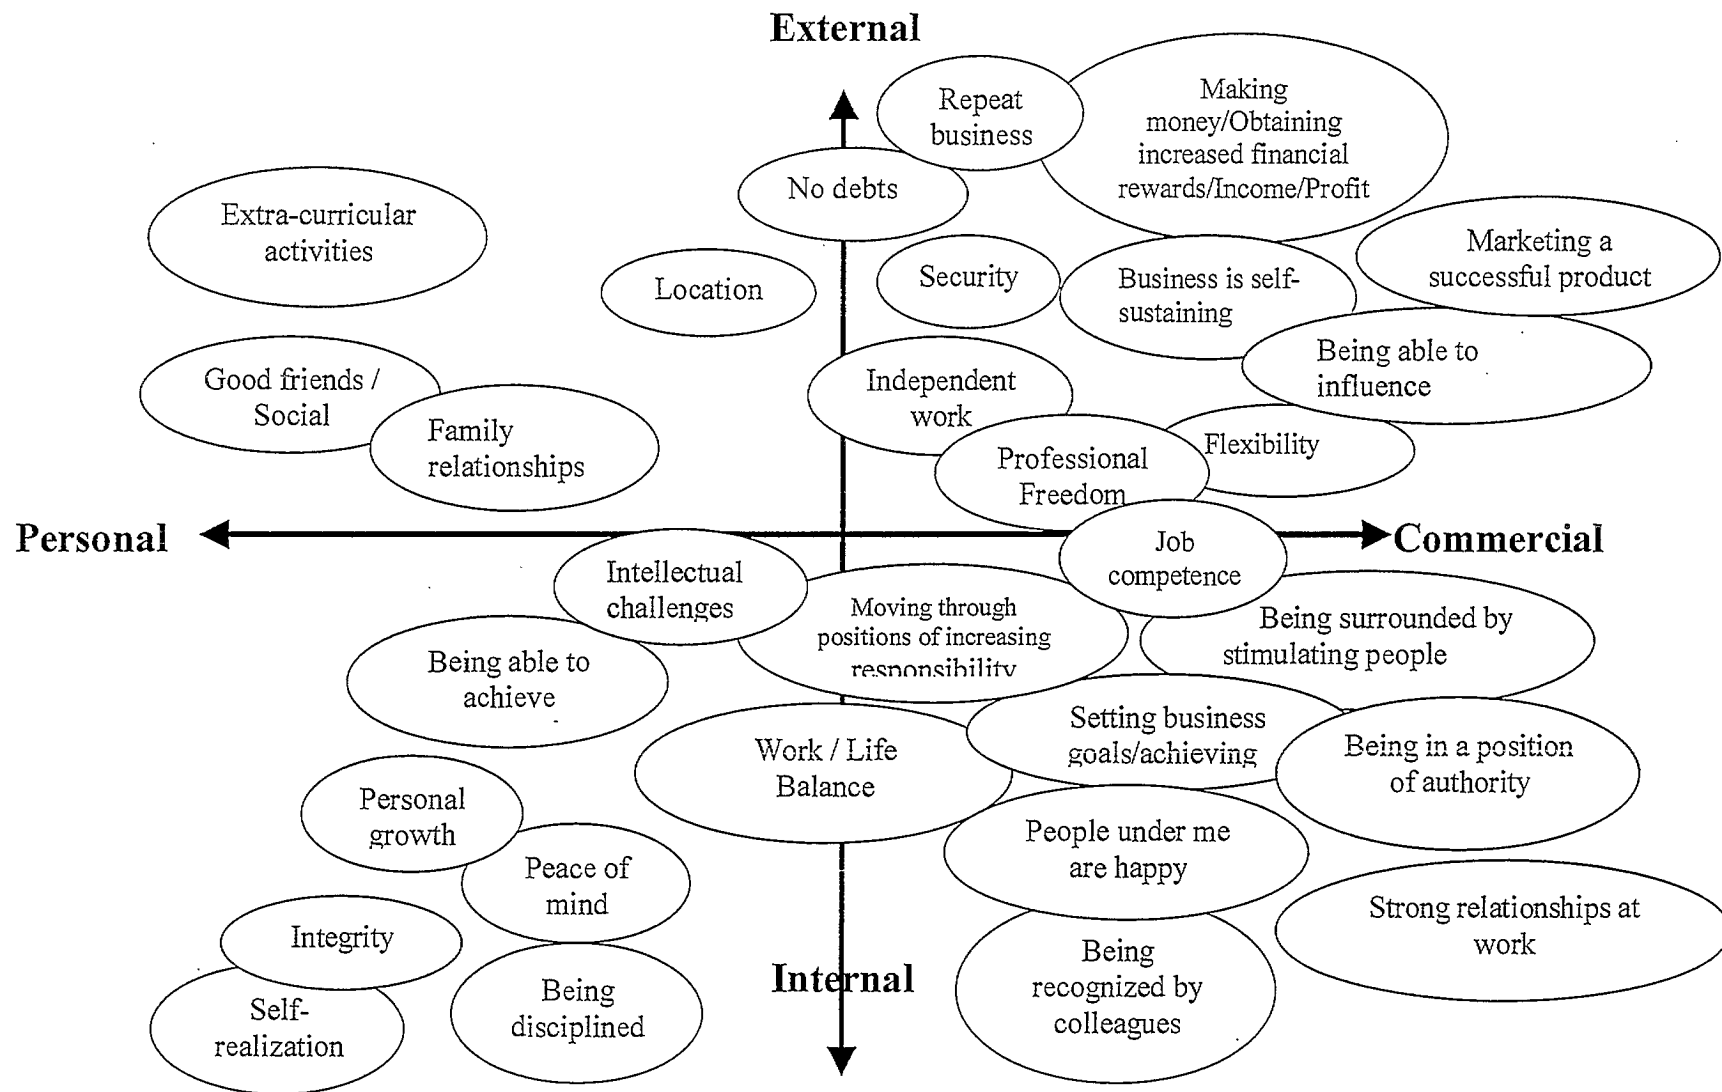 External
Repeat
business
Making
money/Obtaining
increased financial
rewards/Income/Profit
No debts
Extra-curricular
activities
Marketing a
successful product
Location
Security
Business is self-
sustaining
Being able to
influence
Good friends /
Social
Family
relationships
Independent
work
Flexibility
Professional
Freedom
Personal
Commercial
Job
competence
Intellectual
challenges
Moving through
positions of increasing
responsibility
Being surrounded by
stimulating people
Being able to
achieve
Setting business
goals/achieving
Work / Life
Balance
Being in a position
of authority
Personal
growth
People under me
are happy
Peace of
mind
Strong relationships at
work
Integrity
Internal
Being
recognized by
colleagues
Self-
realization
Being
disciplined